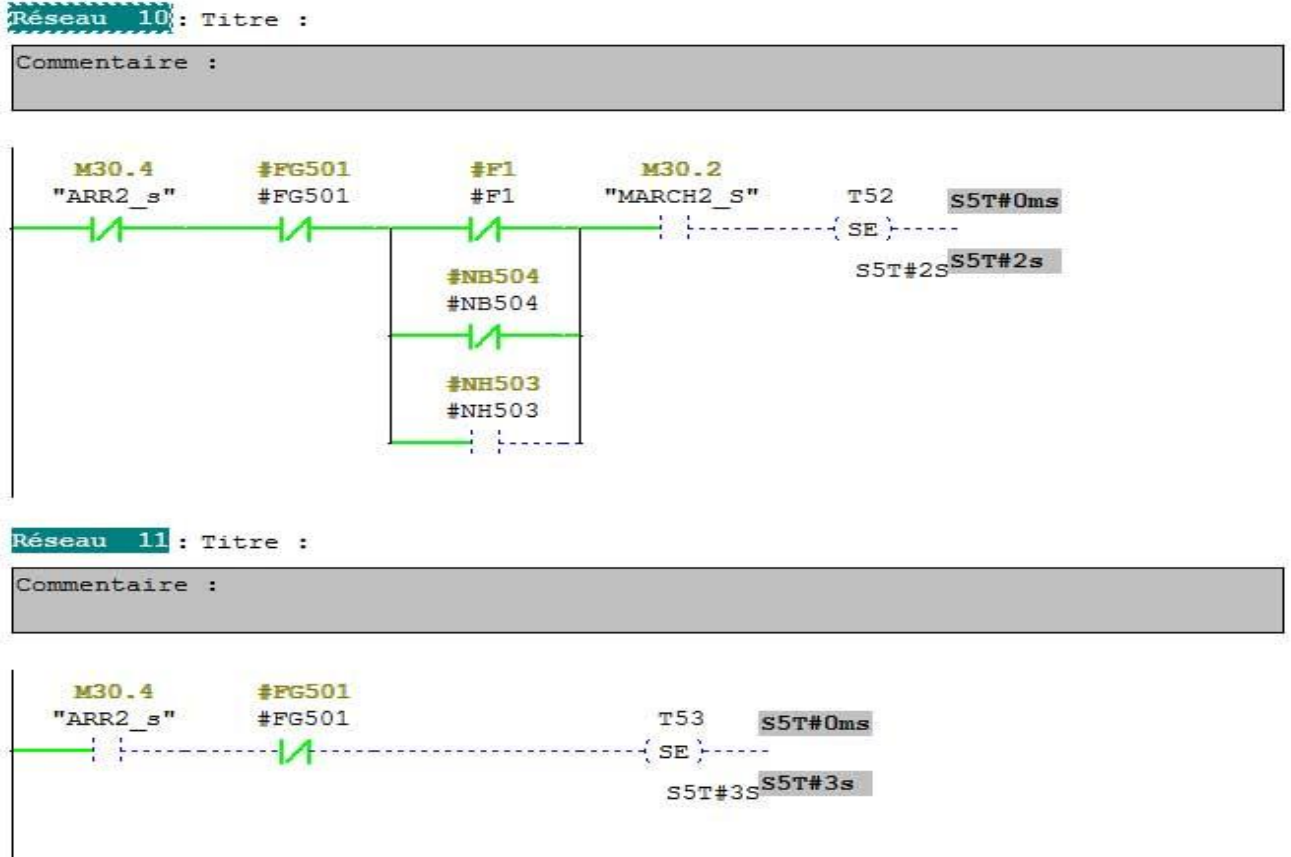 Réseau 10 : Titre :
Commentaire :
M30.4 #FG501 #F1 M30.2
"ARR2_s" #FG501 #F1 "MARCH2_S" T52 S5T#0ms
SE
S5T#2S S5T#2s
#NB504
#NB504
#NH503
#NH503
Réseau 11 : Titre :
Commentaire :
M30.4 #FG501
"ARR2_s" #FG501 T53 S5T#0ms
SE
S5T#3S S5T#3s